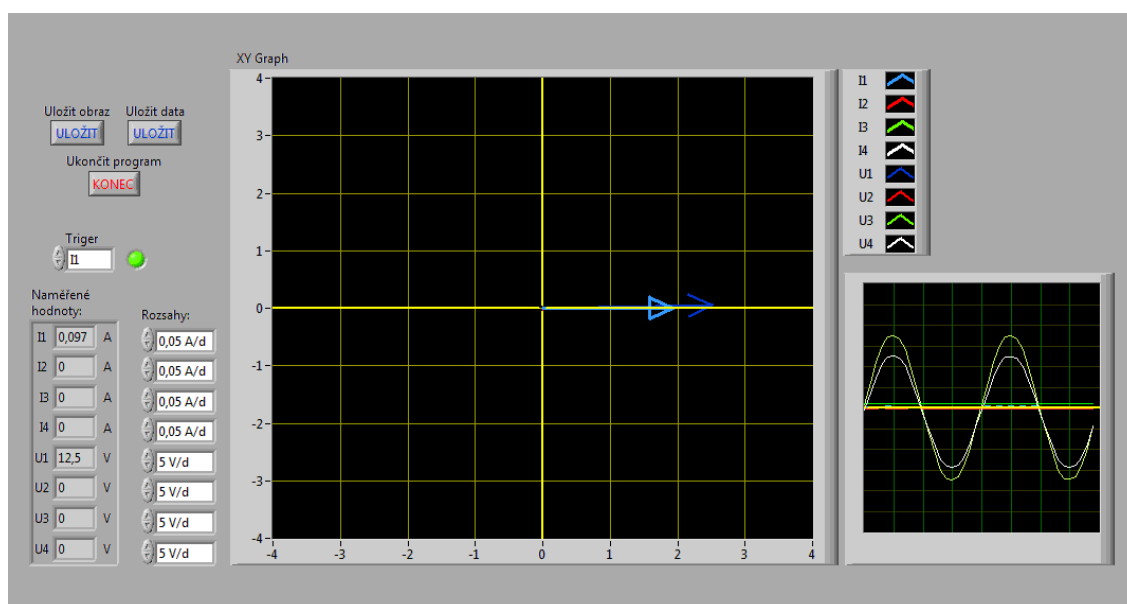 XY Graph
Uložit obraz Uložit data
ULOŽIT ULOŽIT
Ukončit program
KONEC
Triger
I1
Naměřené
hodnoty:
Rozsahy:
I1 0,097 A 0,05 A/d
I2 0 A 0,05 A/d
I3 0 A 0,05 A/d
I4 0 A 0,05 A/d
U1 12,5 V 5 V/d
U2 0 V 5 V/d
U3 0 V 5 V/d
U4 0 V 5 V/d
4
3
2
1
0
-1
-2
-3
-4
-4 -3 -2 -1 0 1 2 3 4
I1
I2
I3
I4
U1
U2
U3
U4